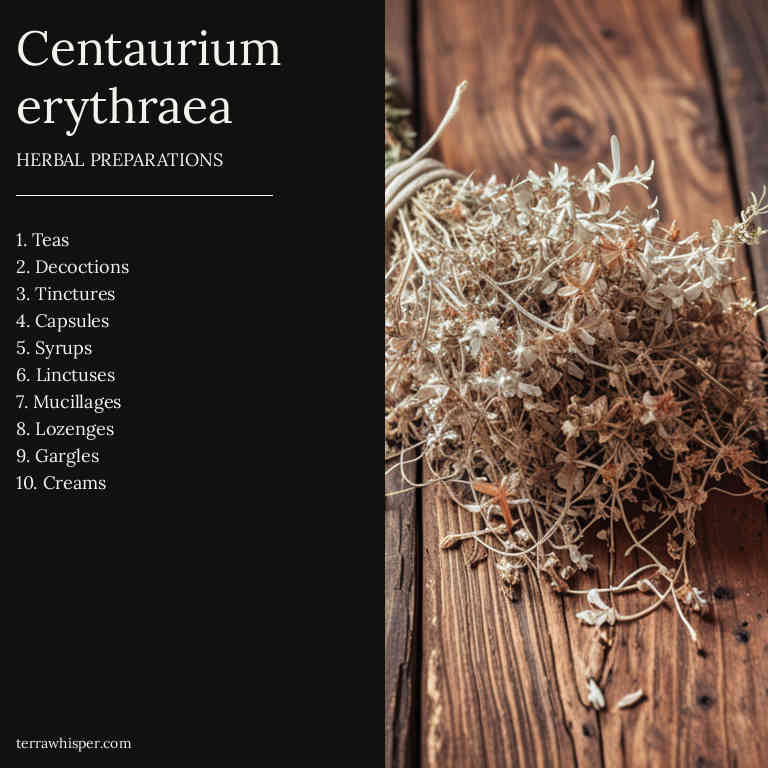 Centaurium
erythraea
HERBAL PREPARATIONS
1. Teas
2. Decoctions
3. Tinctures
4. Capsules
5. Syrups
6. Linctuses
7. Mucillages
8. Lozenges
9. Gargles
10. Creams
terrawhisper.com